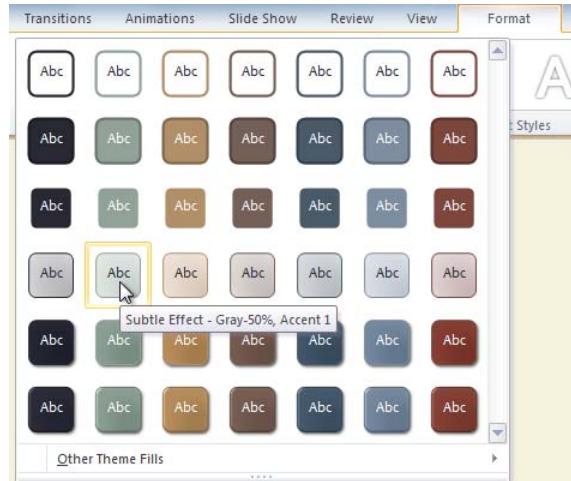 Transitions Animations Slide Show Review View Format
Abc Abc Abc Abc Abc Abc Abc
A
Styles
Abc Abc Abc Abc Abc Abc Abc
Abc Abc Abc Abc Abc Abc Abc
Abc Abc Abc Abc Abc Abc Abc
Subtle Effect - Gray-50%, Accent 1
Abc Abc Abc Abc Abc Abc Abc
Abc Abc Abc Abc Abc Abc Abc
Other Theme Fills